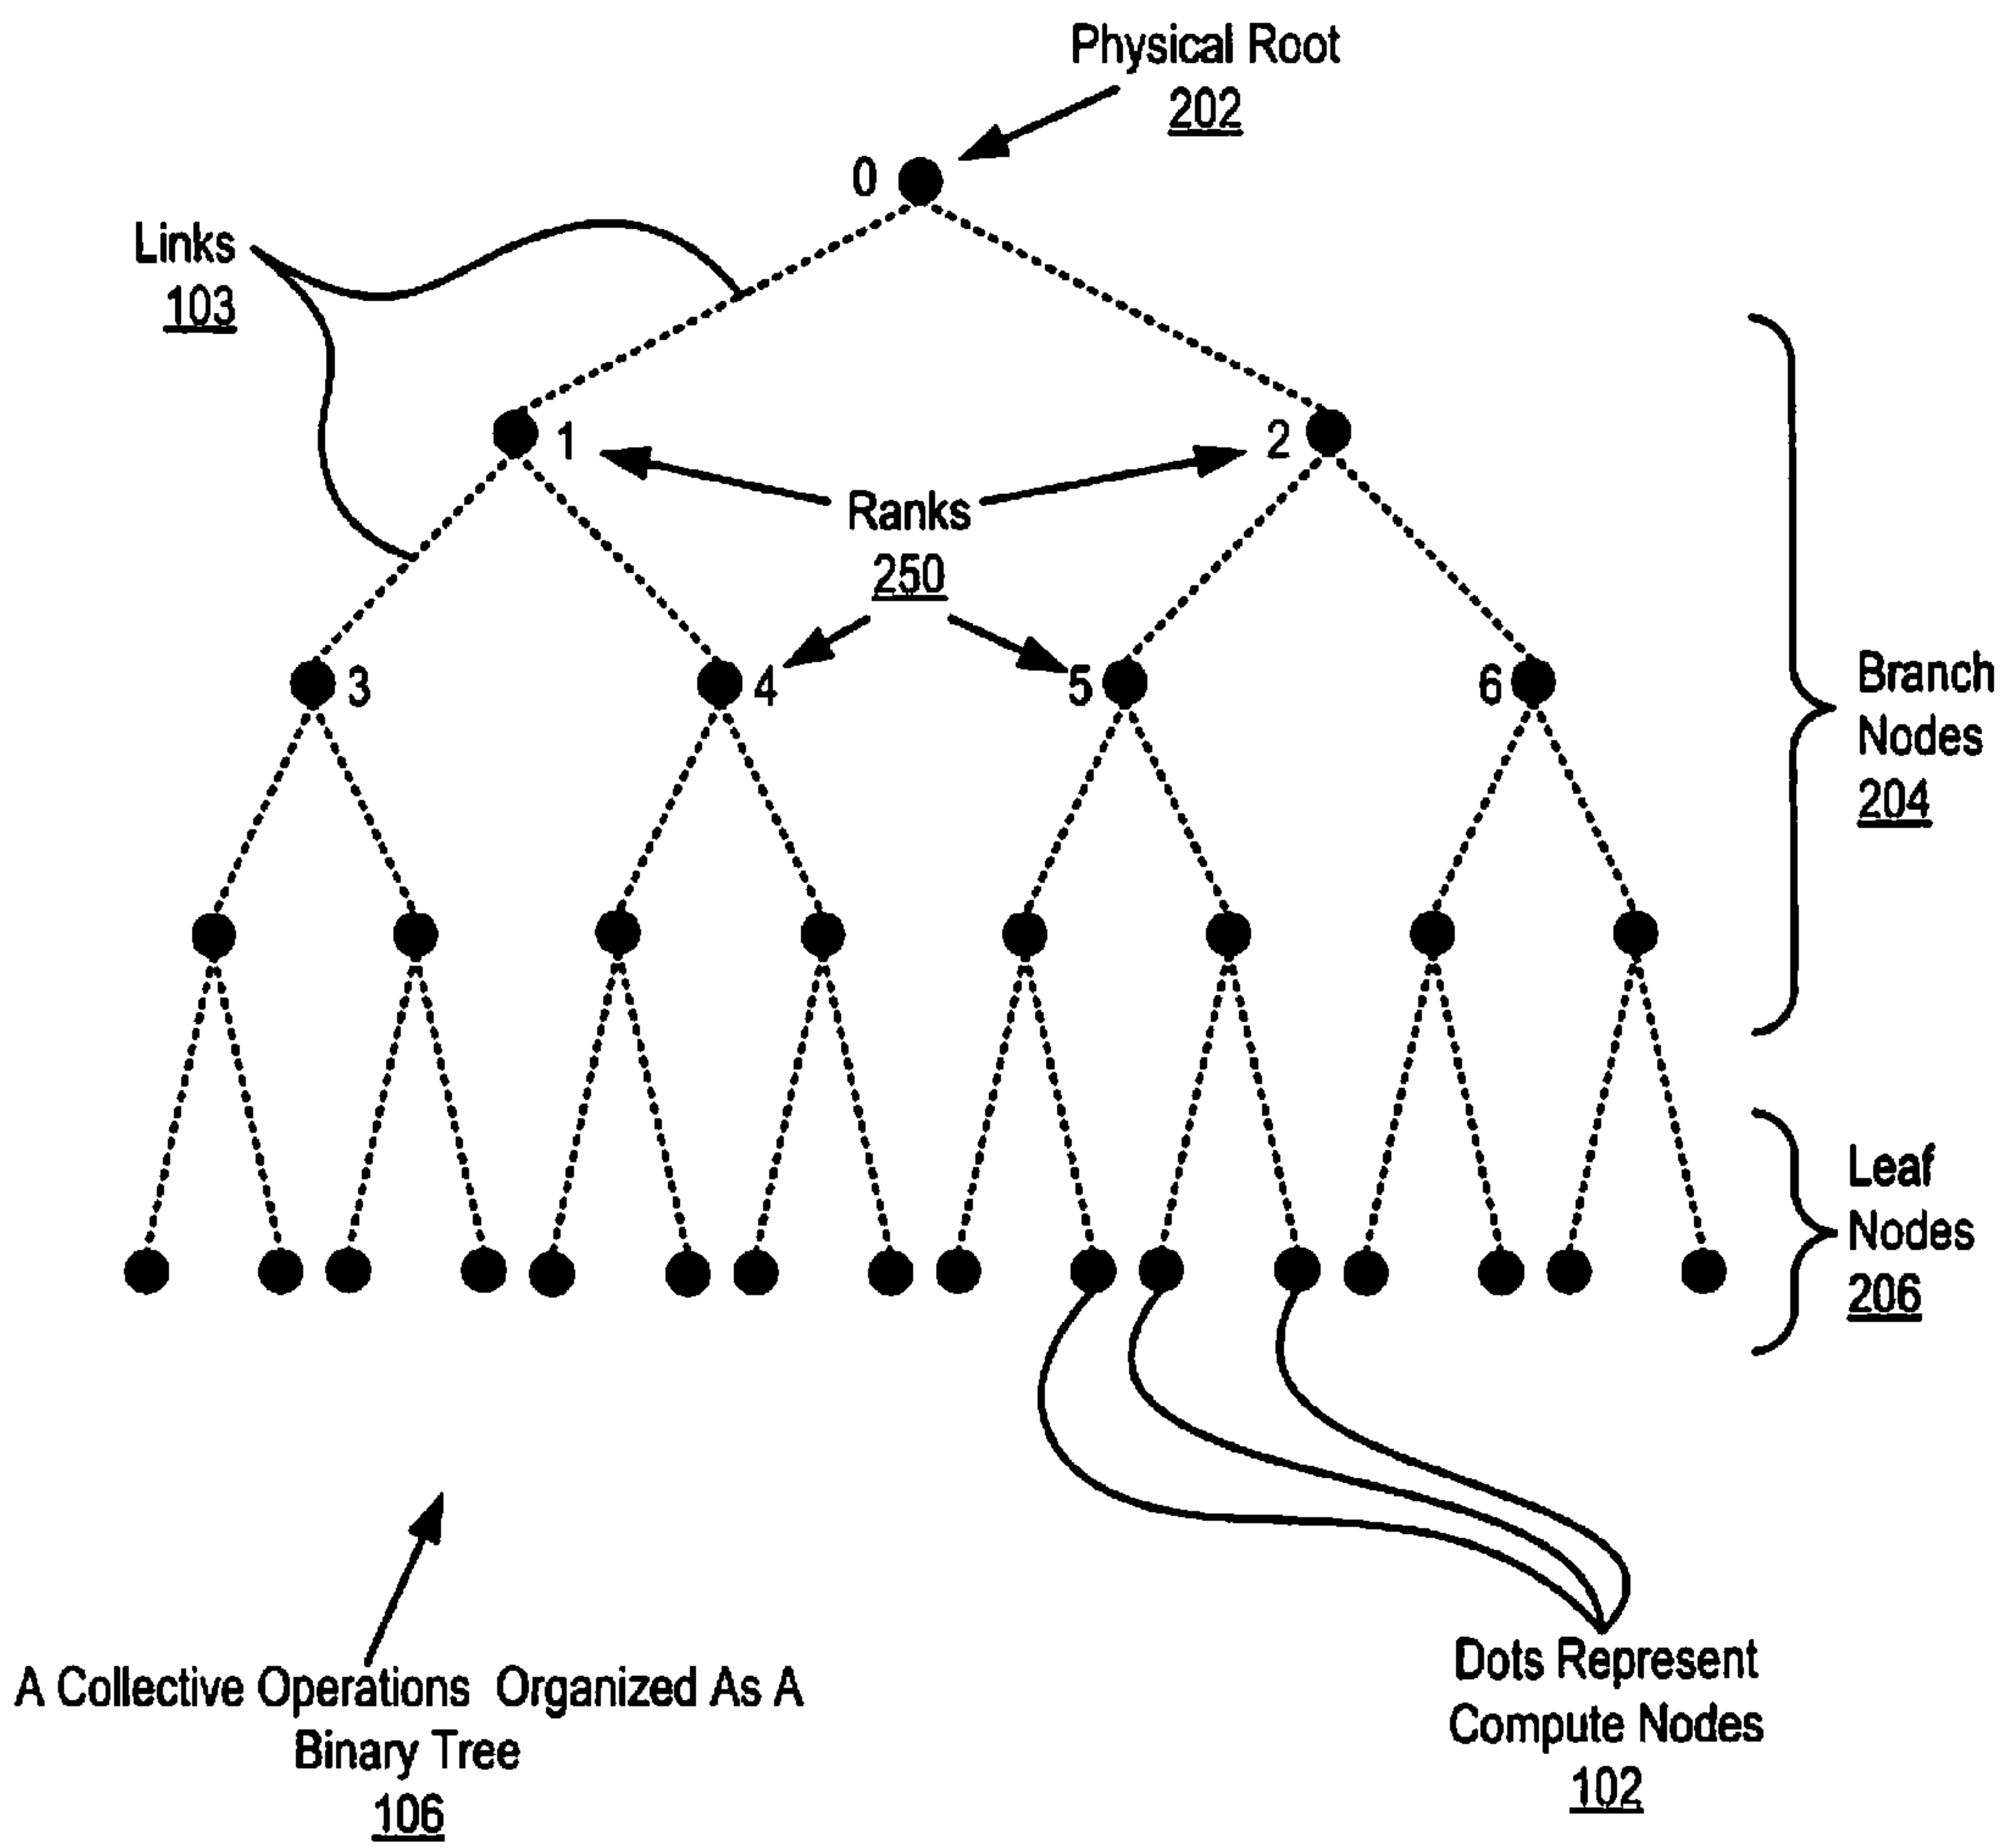 Physical Root
202
0
Links
103
1
2
Ranks
250
3
4
5
6
Branch
Nodes
204
Leaf
Nodes
206
A Collective Operations Organized As A
Binary Tree
106
Dots Represent
Compute Nodes
102